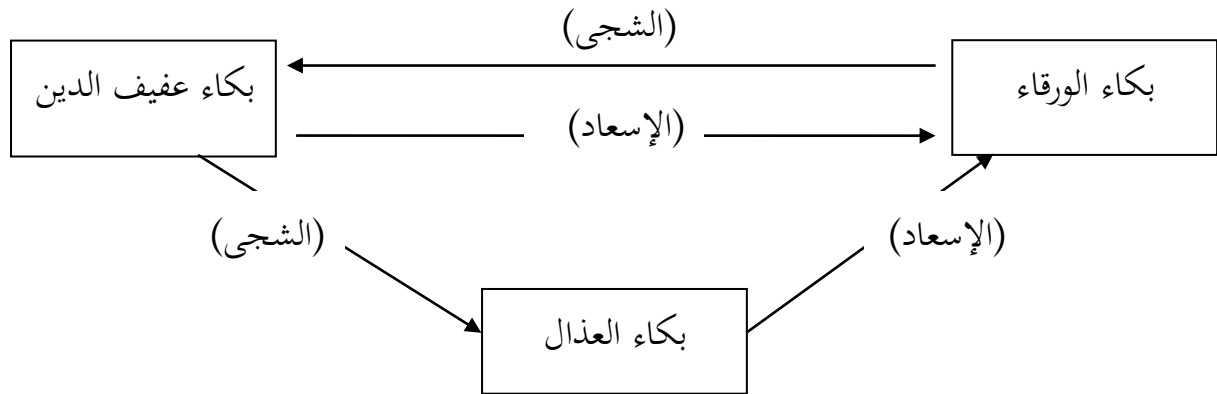 (الشجى)
بكاء الورقاء
بكاء عفيف الدين
(الإسعاد)
(الإسعاد)
(الشجى)
بكاء العذال